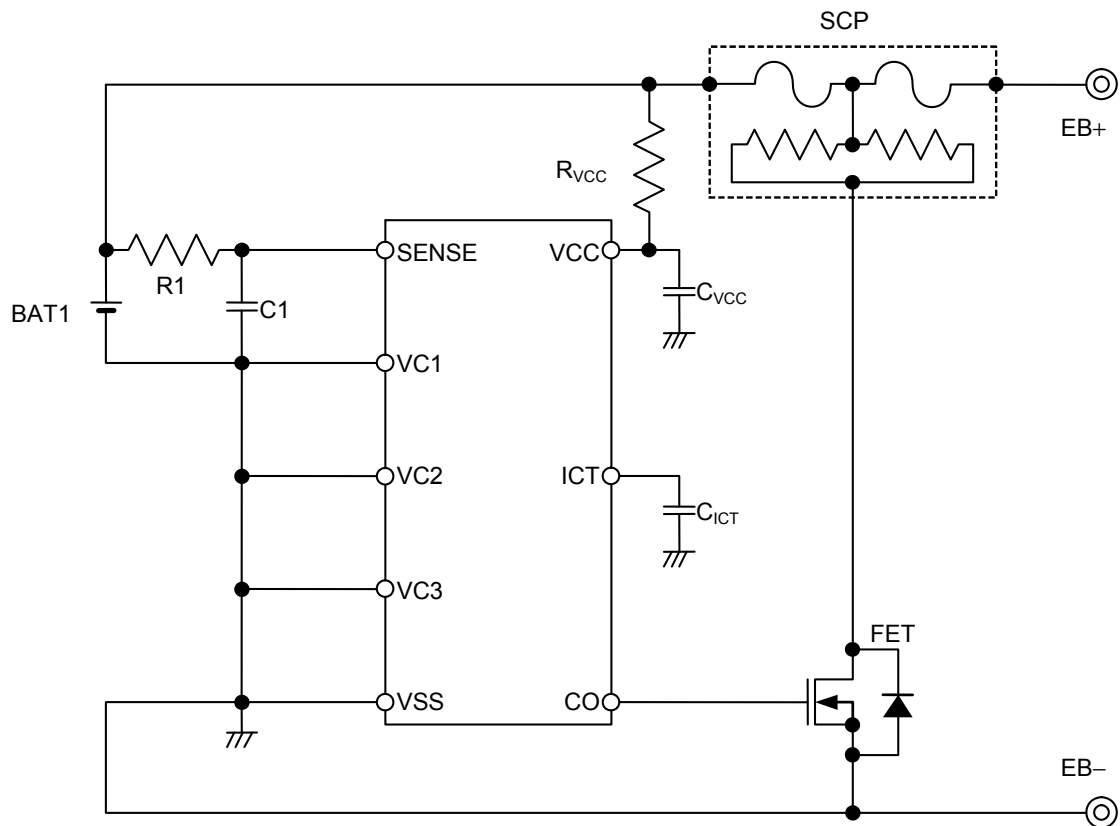 SCP
EB+
RVCC
SENSE
VCC
R1
BAT1
C1
CVCC
VC1
VC2
ICT
CICT
VC3
FET
VSS
CO
EB−